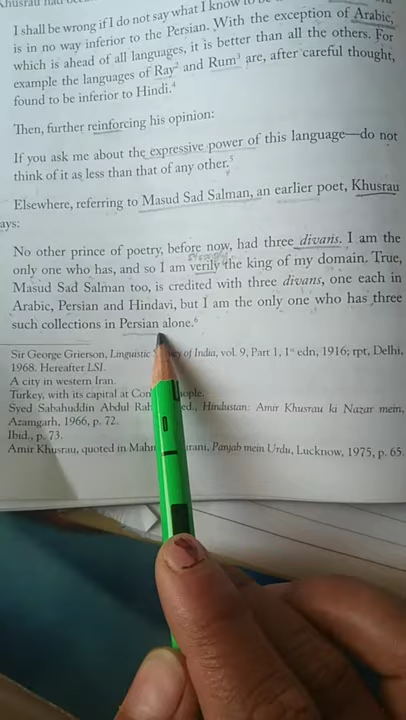 Khusrau had
I shall be wrong if I do not say what I know
is in no way inferior to the Persian. With the exception of Arabic,
which is ahead of all languages, it is better than all the others. For
example the languages of Ray² and Rum³ are, after careful thought,
found to be inferior to Hindi.⁴
Then, further reinforcing his opinion:
If you ask me about the expressive power of this language—do not
think of it as less than that of any other.⁵
Elsewhere, referring to Masud Sad Salman, an earlier poet, Khusrau
ays:
No other prince of poetry, before now, had three divans. I am the
only one who has, and so I am verily the king of my domain. True,
Masud Sad Salman too, is credited with three divans, one each in
Arabic, Persian and Hindavi, but I am the only one who has three
such collections in Persian alone.⁶
Sir George Grierson, Linguistic of India, vol. 9, Part 1, 1st edn, 1916; rpt, Delhi,
1968. Hereafter LSI.
A city in western Iran.
Turkey, with its capital at Con ople.
Syed Sabahuddin Abdul Rah ed., Hindustan: Amir Khusrau ki Nazar mein,
Azamgarh, 1966, p. 72.
Ibid., p. 73.
Amir Khusrau, quoted in Mahm irani, Panjab mein Urdu, Lucknow, 1975, p. 65.